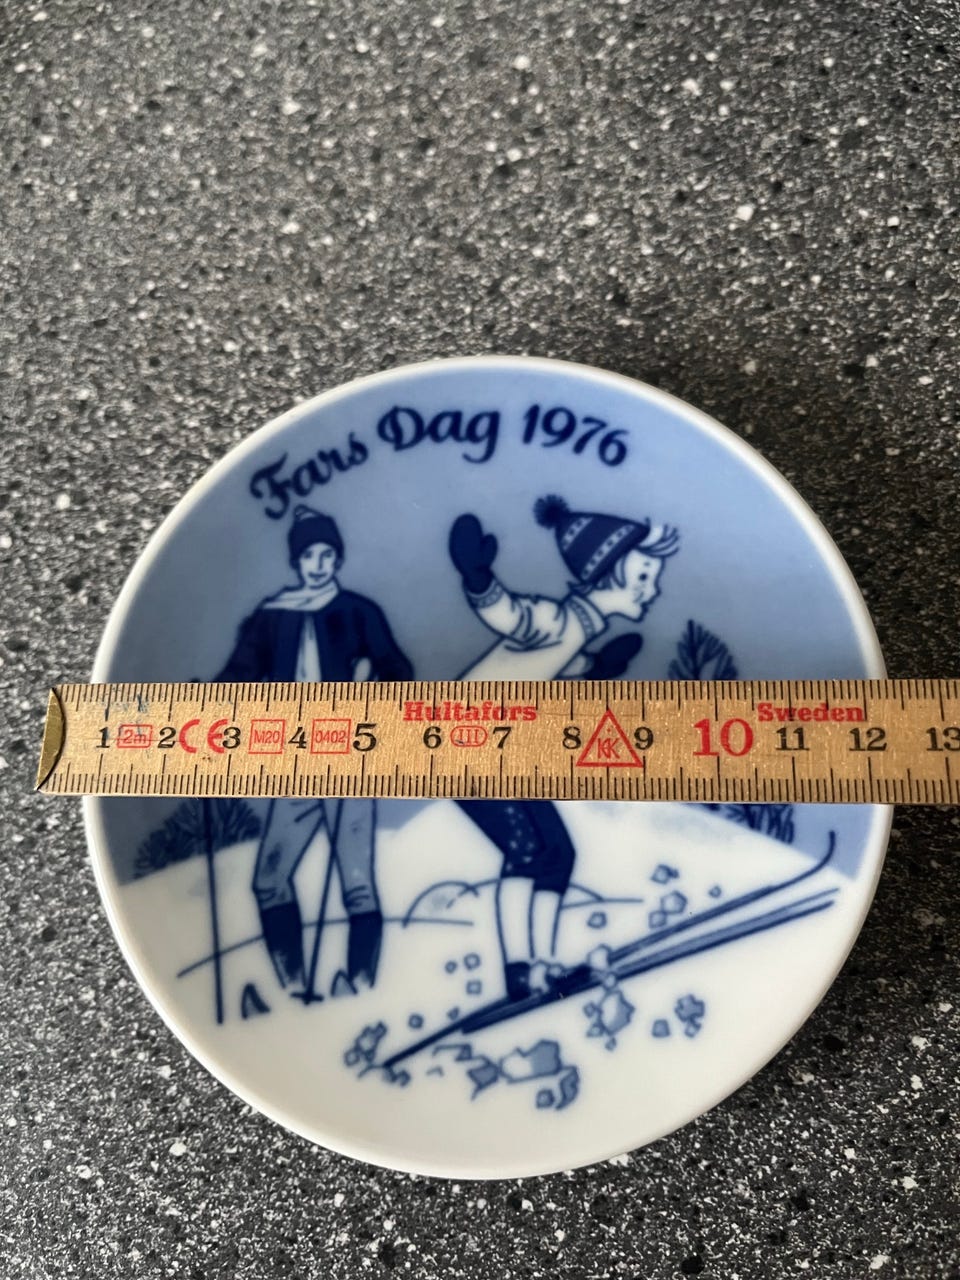 Fars Dag 1976
Hultafors Sweden
1 2m 2 CE 3 M20 4 0402 5 6 III 7 8 KK 9 10 11 12 13